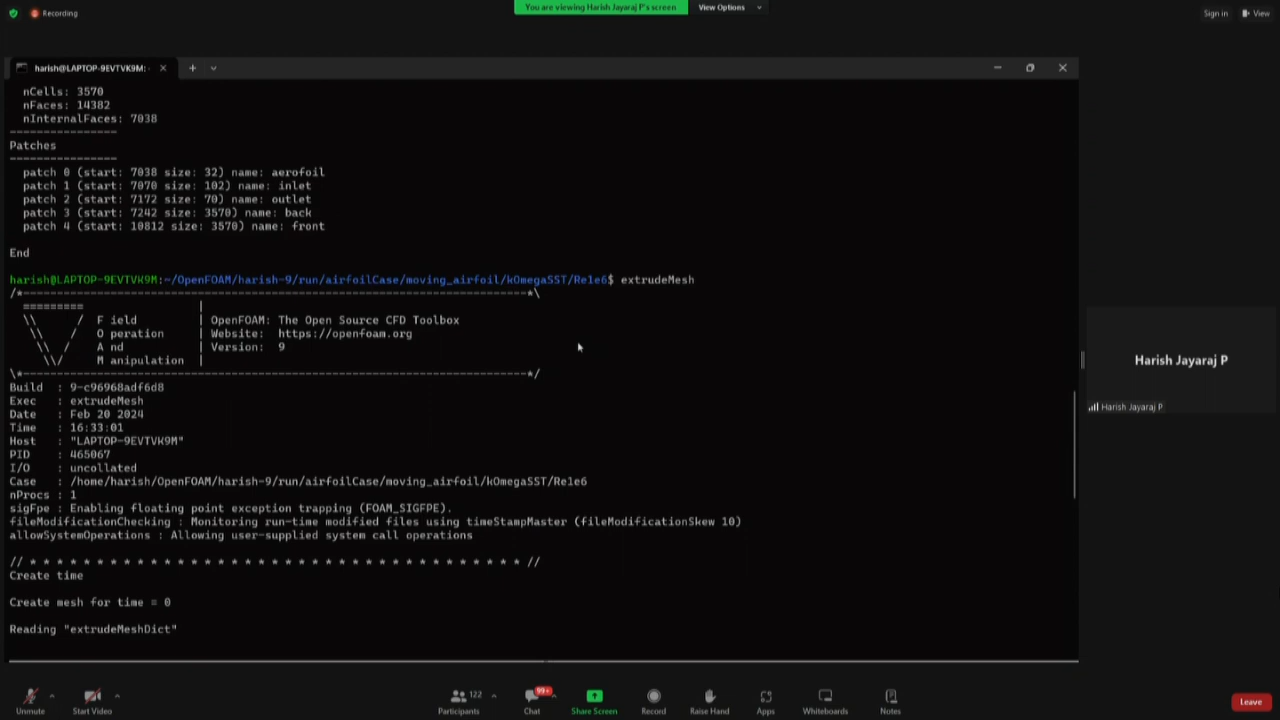 Recording
You are viewing Harish Jayaraj P's screen
View Options
Sign in
View
harish@LAPTOP-9EVTVK9M: -
nCells: 3570
nFaces: 14382
nInternalFaces: 7038
================
Patches
----------------
patch 0 (start: 7038 size: 32) name: aerofoil
patch 1 (start: 7070 size: 102) name: inlet
patch 2 (start: 7172 size: 70) name: outlet
patch 3 (start: 7242 size: 3570) name: back
patch 4 (start: 10812 size: 3570) name: front
End
harish@LAPTOP-9EVTVK9M:~/OpenFOAM/harish-9/run/airfoilCase/moving_airfoil/kOmegaSST/Re1e6$ extrudeMesh
/*---------------------------------------------------------------------------*\
========= |
\\ / F ield | OpenFOAM: The Open Source CFD Toolbox
\\ / O peration | Website: https://openfoam.org
\\ / A nd | Version: 9
\\/ M anipulation |
\*---------------------------------------------------------------------------*/
Build : 9-c96968adf6d8
Exec : extrudeMesh
Date : Feb 20 2024
Time : 16:33:01
Host : "LAPTOP-9EVTVK9M"
PID : 465067
I/O : uncollated
Case : /home/harish/OpenFOAM/harish-9/run/airfoilCase/moving_airfoil/kOmegaSST/Re1e6
nProcs : 1
sigFpe : Enabling floating point exception trapping (FOAM_SIGFPE).
fileModificationChecking : Monitoring run-time modified files using timeStampMaster (fileModificationSkew 10)
allowSystemOperations : Allowing user-supplied system call operations
// * * * * * * * * * * * * * * * * * * * * * * * * * * * * * * * * * * * * * //
Create time
Create mesh for time = 0
Reading "extrudeMeshDict"
Harish Jayaraj P
Harish Jayaraj P
Unmute
Start Video
122
Participants
99+
Chat
Share Screen
Record
Raise Hand
Apps
Whiteboards
Notes
Leave